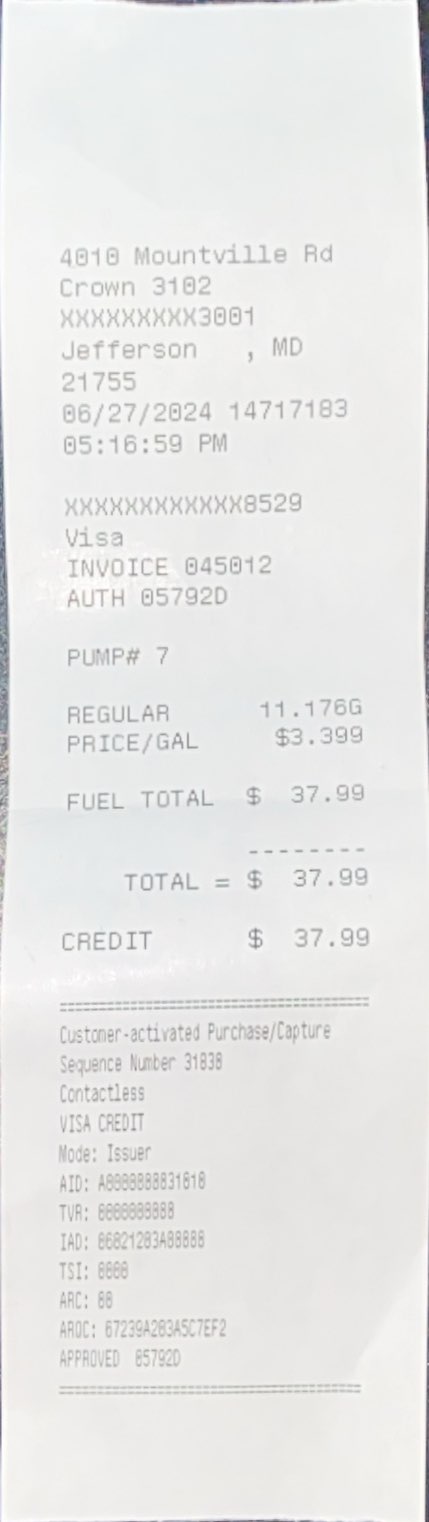 4010 Mountville Rd
Crown 3102
XXXXXXXXX3001
Jefferson , MD
21755
06/27/2024 14717183
05:16:59 PM
XXXXXXXXXXXX8529
Visa
INVOICE 045012
AUTH 05792D
PUMP# 7
REGULAR 11.176G
PRICE/GAL $3.399
FUEL TOTAL $ 37.99
--------
TOTAL = $ 37.99
CREDIT $ 37.99
=====================================
Customer-activated Purchase/Capture
Sequence Number 31838
Contactless
VISA CREDIT
Mode: Issuer
AID: A0000000031010
TVR: 0000000000
IAD: 06021203A00000
TSI: 0000
ARC: 00
ARQC: 67239A203A5C7EF2
APPROVED 05792D
=====================================